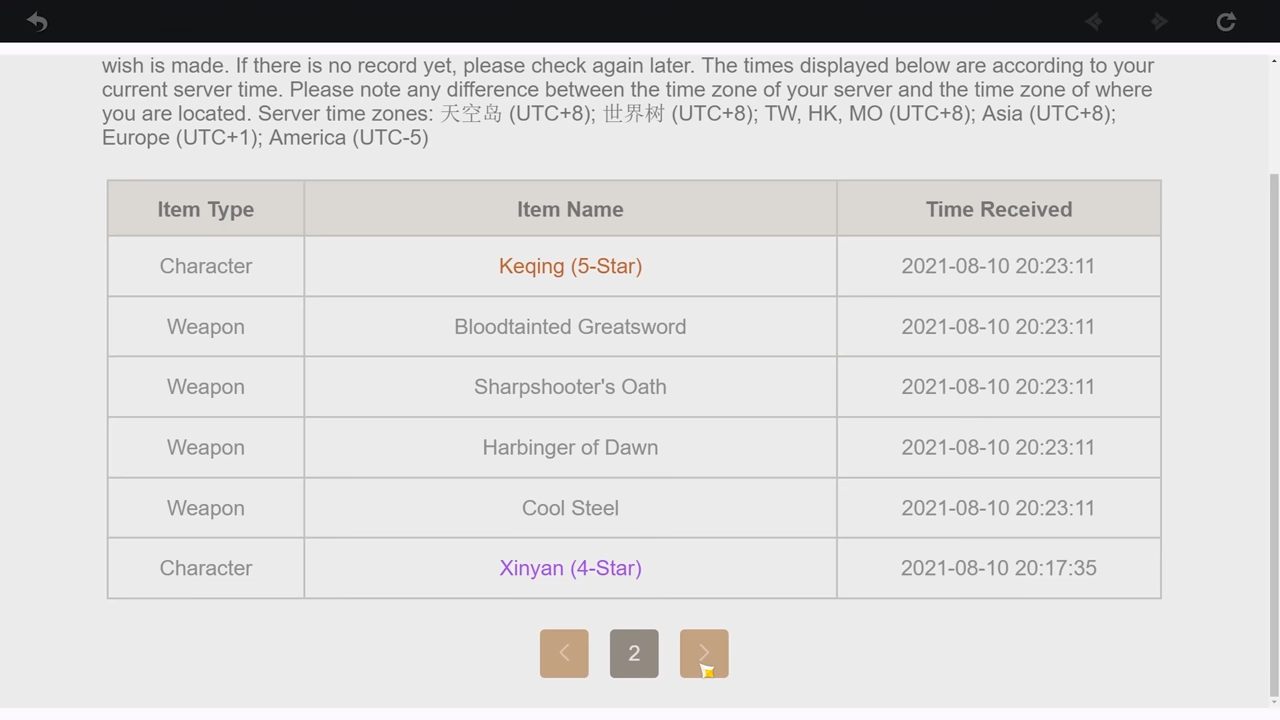 wish is made. If there is no record yet, please check again later. The times displayed below are according to your
current server time. Please note any difference between the time zone of your server and the time zone of where
you are located. Server time zones: 天空岛 (UTC+8); 世界树 (UTC+8); TW, HK, MO (UTC+8); Asia (UTC+8);
Europe (UTC+1); America (UTC-5)
Item Type Item Name Time Received
Character Keqing (5-Star) 2021-08-10 20:23:11
Weapon Bloodtainted Greatsword 2021-08-10 20:23:11
Weapon Sharpshooter's Oath 2021-08-10 20:23:11
Weapon Harbinger of Dawn 2021-08-10 20:23:11
Weapon Cool Steel 2021-08-10 20:23:11
Character Xinyan (4-Star) 2021-08-10 20:17:35
2